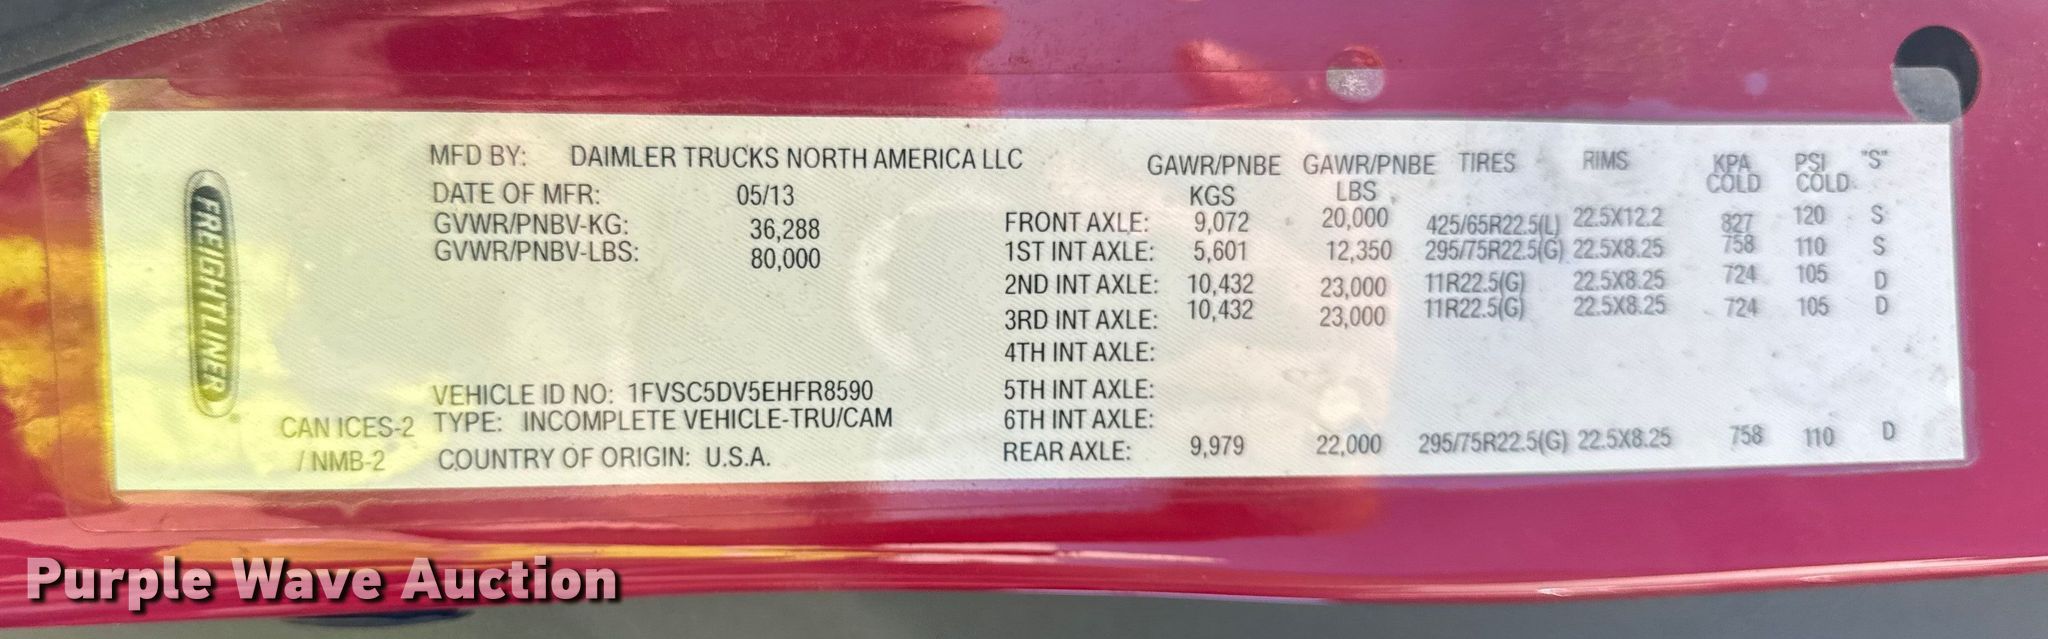 FREIGHTLINER
CAN ICES-2
/ NMB-2
MFD BY: DAIMLER TRUCKS NORTH AMERICA LLC
DATE OF MFR: 05/13
GVWR/PNBV-KG: 36,288
GVWR/PNBV-LBS: 80,000
VEHICLE ID NO: 1FVSC5DV5EHFR8590
TYPE: INCOMPLETE VEHICLE-TRU/CAM
COUNTRY OF ORIGIN: U.S.A.
GAWR/PNBE KGS GAWR/PNBE LBS TIRES RIMS KPA COLD PSI COLD "S"
FRONT AXLE: 9,072 20,000 425/65R22.5(L) 22.5X12.2 827 120 S
1ST INT AXLE: 5,601 12,350 295/75R22.5(G) 22.5X8.25 758 110 S
2ND INT AXLE: 10,432 23,000 11R22.5(G) 22.5X8.25 724 105 D
3RD INT AXLE: 10,432 23,000 11R22.5(G) 22.5X8.25 724 105 D
4TH INT AXLE:
5TH INT AXLE:
6TH INT AXLE:
REAR AXLE: 9,979 22,000 295/75R22.5(G) 22.5X8.25 758 110 D
Purple Wave Auction